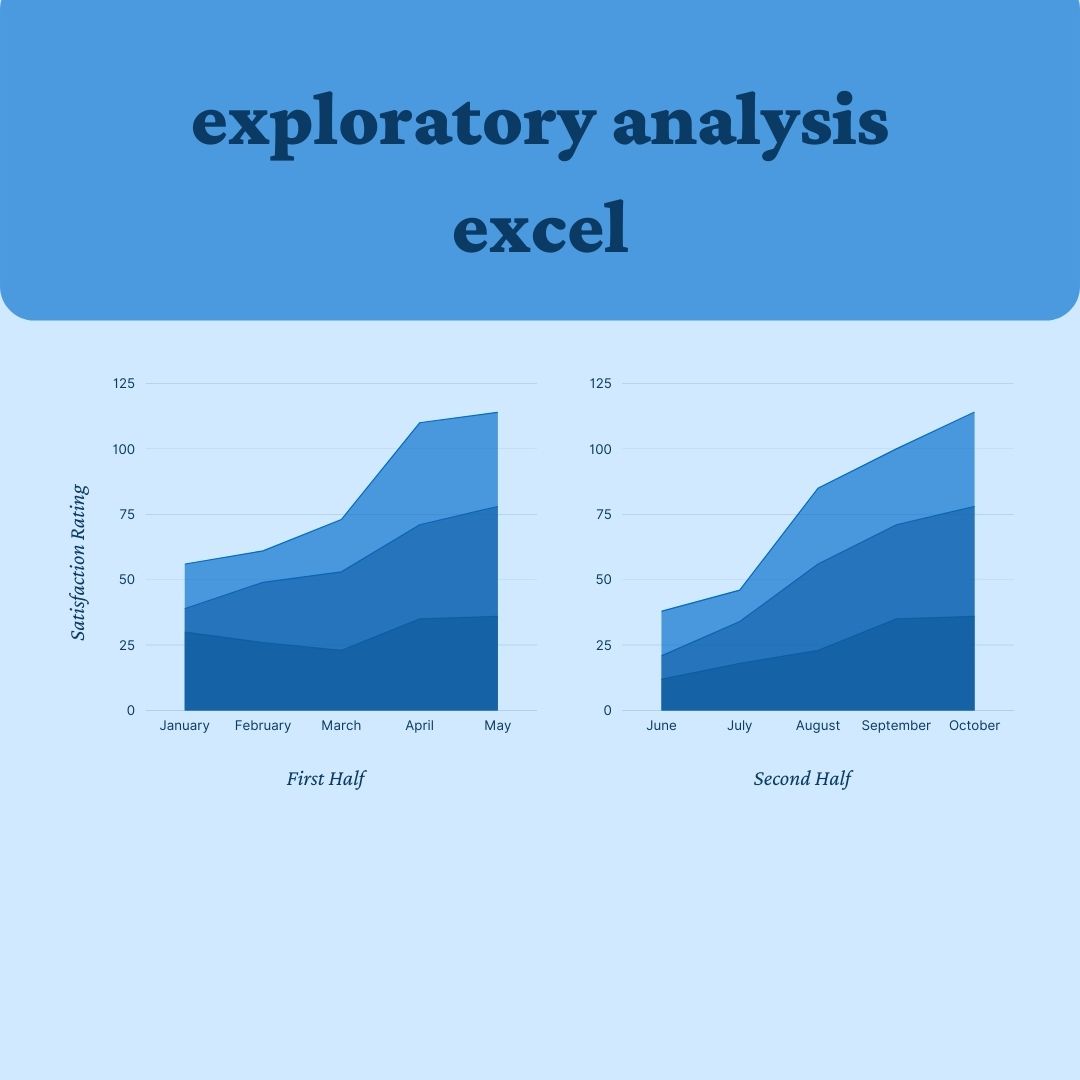 exploratory analysis
excel
Satisfaction Rating
125
100
75
50
25
0
January February March April May
First Half
125
100
75
50
25
0
June July August September October
Second Half